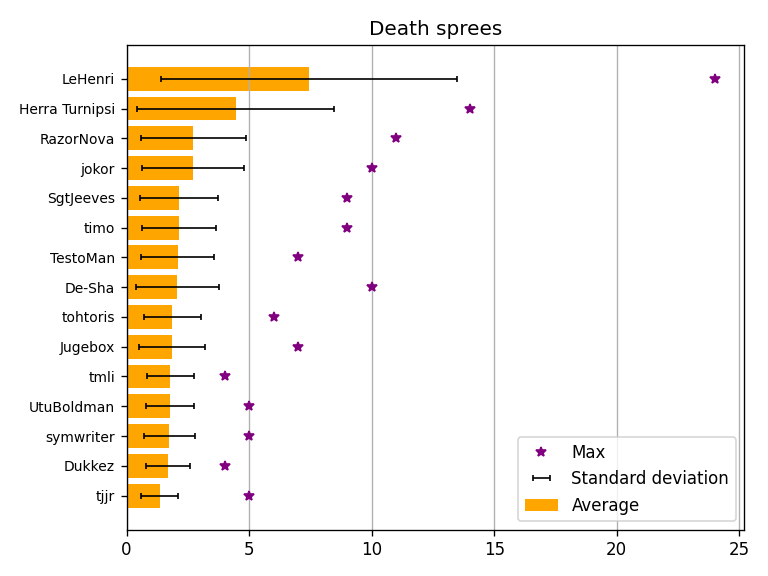 Death sprees
LeHenri
Herra Turnipsi
RazorNova
jokor
SgtJeeves
timo
TestoMan
De-Sha
tohtoris
Jugebox
tmli
UtuBoldman
symwriter
Dukkez
tjjr
Max
Standard deviation
Average
0 5 10 15 20 25